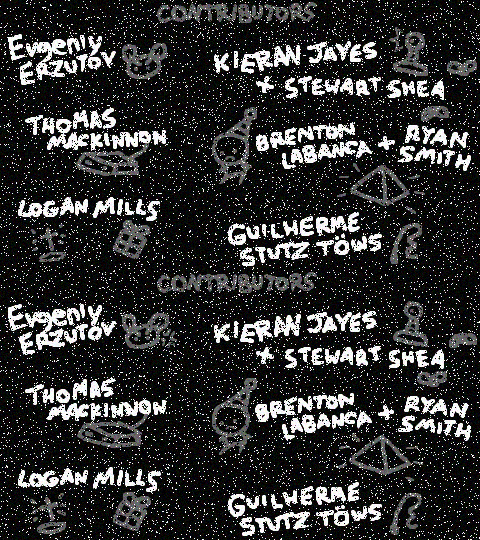 CONTRIBUTORS
Evgeniy
ERZUTOV
KIERAN JAYES
+ STEWART SHEA
THOMAS
MACKINNON
BRENTON
LABANCA + RYAN
SMITH
LOGAN MILLS
GUILHERME
STUTZ TÖWS
CONTRIBUTORS
Evgeniy
ERZUTOV
KIERAN JAYES
+ STEWART SHEA
THOMAS
MACKINNON
BRENTON
LABANCA + RYAN
SMITH
LOGAN MILLS
GUILHERME
STUTZ TÖWS